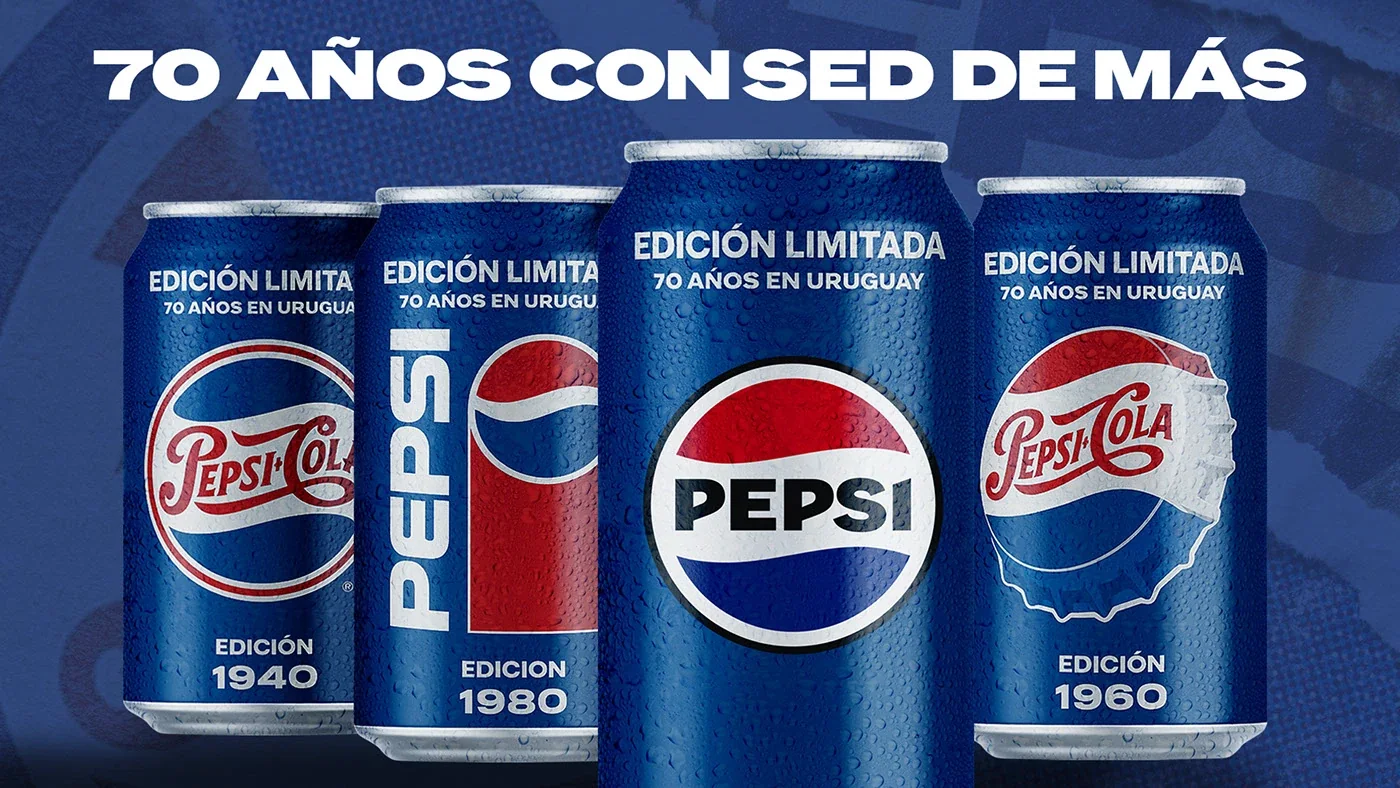 70 AÑOS CON SED DE MÁS
EDICIÓN LIMITA
70 AÑOS EN URUGUA
PEPSI-COLA
®
EDICIÓN
1940
EDICIÓN LIMITA
70 AÑOS EN URUGU
PEPSI
EDICION
1980
EDICIÓN LIMITADA
70 AÑOS EN URUGUAY
PEPSI
EDICIÓN LIMITADA
70 AÑOS EN URUGUAY
PEPSI-COLA
EDICIÓN
1960